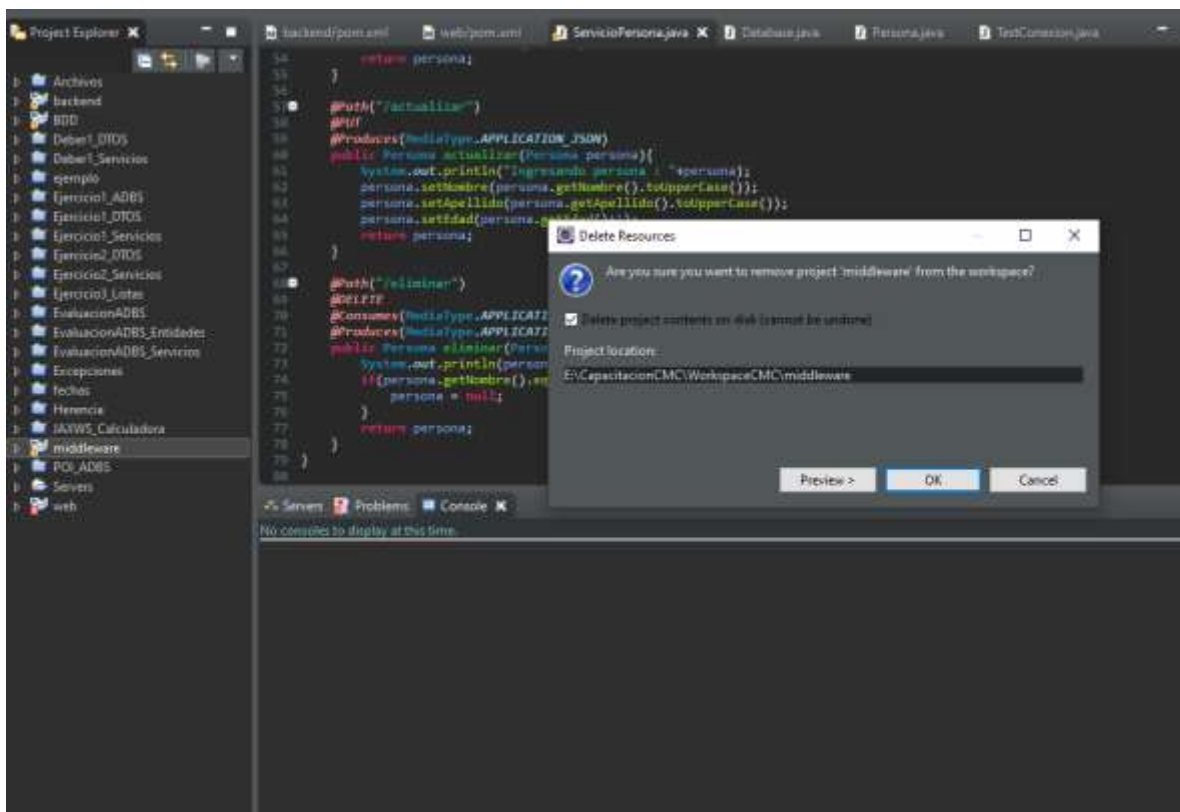 Project Explorer
backend/pom.xml web/pom.xml ServicioPersona.java Database.java Persona.java TestConexion.java
Archivos
backend
BDD
Deber1_DTOS
Deber1_Servicios
ejemplo
Ejercicio1_ADBS
Ejercicio1_DTOS
Ejercicio1_Servicios
Ejercicio2_DTOS
Ejercicio2_Servicios
Ejercicio3_Listas
EvaluacionADBS
EvaluacionADBS_Entidades
EvaluacionADBS_Servicios
Excepciones
fechas
Herencia
JAXWS_Calculadora
middleware
POI_ADBS
Servers
web
54 return persona;
55 }
56
57 @Path("/actualizar")
58 @PUT
59 @Produces(MediaType.APPLICATION_JSON)
60 public Persona actualizar(Persona persona){
61 System.out.println("Ingresando persona : "+persona);
62 persona.setNombre(persona.getNombre().toUpperCase());
63 persona.setApellido(persona.getApellido().toUpperCase());
64 persona.setEdad(persona.
65 return persona;
66 }
67
68 @Path("/eliminar")
69 @DELETE
70 @Consumes(MediaType.APPLICATI
71 @Produces(MediaType.APPLICATI
72 public Persona eliminar(Perso
73 System.out.println(person
74 if(persona.getNombre().eq
75 persona = null;
76 }
77 return persona;
78 }
79 }
80
Delete Resources
Are you sure you want to remove project 'middleware' from the workspace?
Delete project contents on disk (cannot be undone)
Project location:
E:\CapacitacionCMC\WorkspaceCMC\middleware
Preview > OK Cancel
Servers Problems Console
No consoles to display at this time.